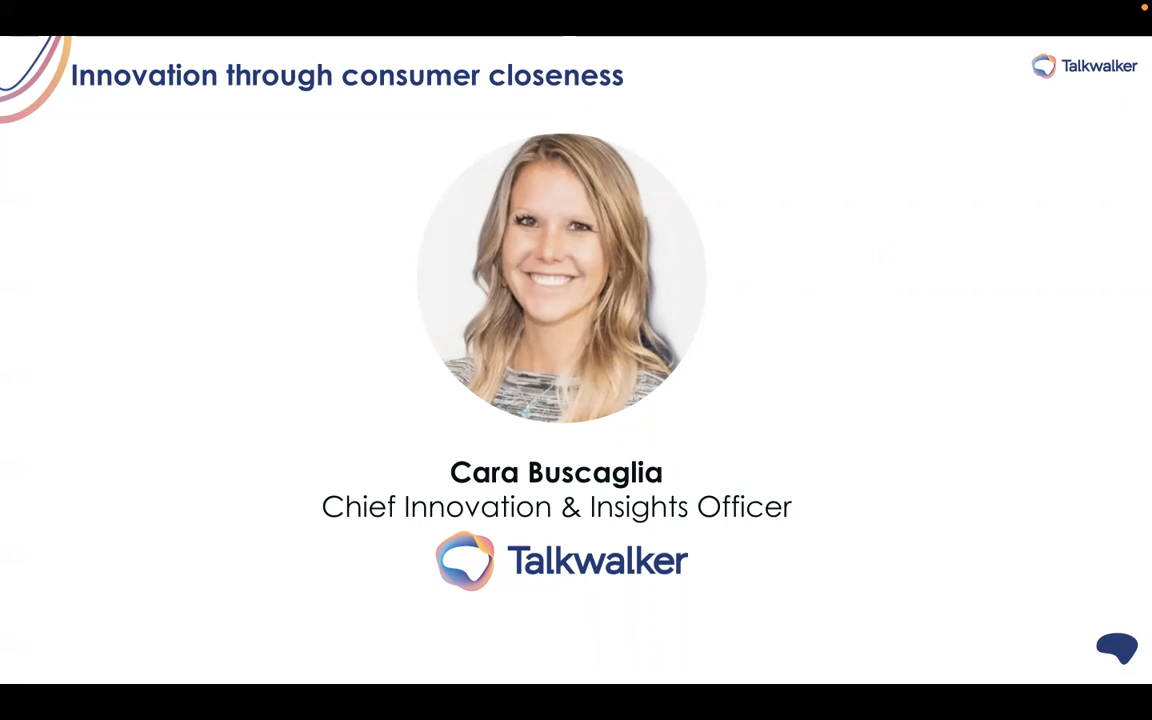 Innovation through consumer closeness
Talkwalker
Cara Buscaglia
Chief Innovation & Insights Officer
Talkwalker